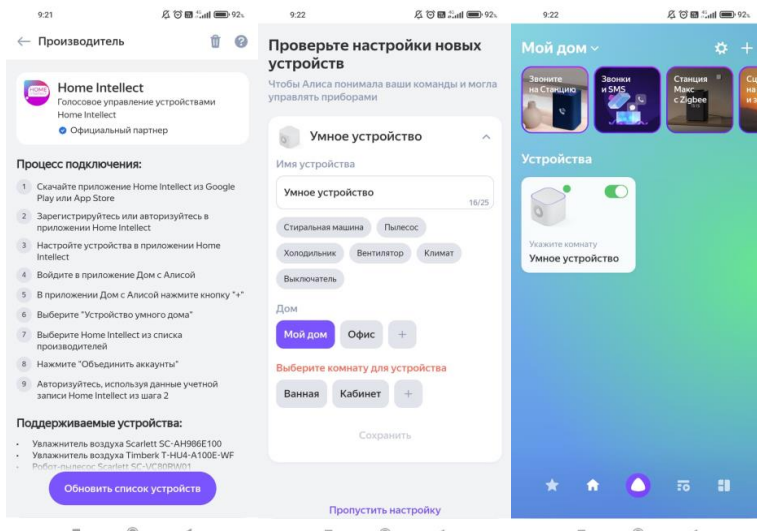 9:21
92%
Производитель
Home Intellect
Голосовое управление устройствами
Home Intellect
Официальный партнер
Процесс подключения:
1 Скачайте приложение Home Intellect из Google
Play или App Store
2 Зарегистрируйтесь или авторизуйтесь в
приложении Home Intellect
3 Настройте устройства в приложении Home
Intellect
4 Войдите в приложение Дом с Алисой
5 В приложении Дом с Алисой нажмите кнопку "+"
6 Выберите "Устройство умного дома"
7 Выберите Home Intellect из списка
производителей
8 Нажмите "Объединить аккаунты"
9 Авторизуйтесь, используя данные учетной
записи Home Intellect из шага 2
Поддерживаемые устройства:
• Увлажнитель воздуха Scarlett SC-AH986E100
• Увлажнитель воздуха Timberk T-HU4-A100E-WF
• Робот-пылесос Scarlett SC-VC80RW01
Обновить список устройств
9:22
92%
Проверьте настройки новых
устройств
Чтобы Алиса понимала ваши команды и могла
управлять приборами
Умное устройство
Имя устройства
Умное устройство
16/25
Стиральная машина Пылесос
Холодильник Вентилятор Климат
Выключатель
Дом
Мой дом Офис +
Выберите комнату для устройства
Ванная Кабинет +
Сохранить
Пропустить настройку
9:22
92%
Мой дом
Звоните
на Станцию
Звонки
и SMS
Станция
Макс
с Zigbee
Устройства
Укажите комнату
Умное устройство